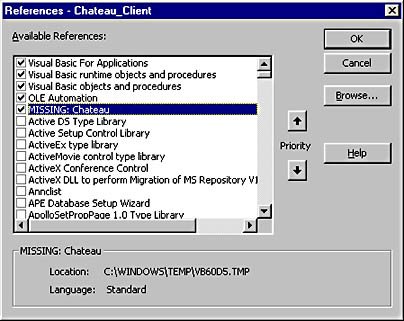 References - Chateau_Client
Available References:
OK
Visual Basic For Applications
Visual Basic runtime objects and procedures
Visual Basic objects and procedures
OLE Automation
MISSING: Chateau
Active DS Type Library
Active Setup Control Library
ActiveEx type library
ActiveMovie control type library
ActiveX Conference Control
ActiveX DLL to perform Migration of MS Repository V1
Annclist
APE Database Setup Wizard
ApolloSetPropPage 1.0 Type Library
Cancel
Browse...
Priority
Help
MISSING: Chateau
Location: C:\WINDOWS\TEMP\VB60D5.TMP
Language: Standard